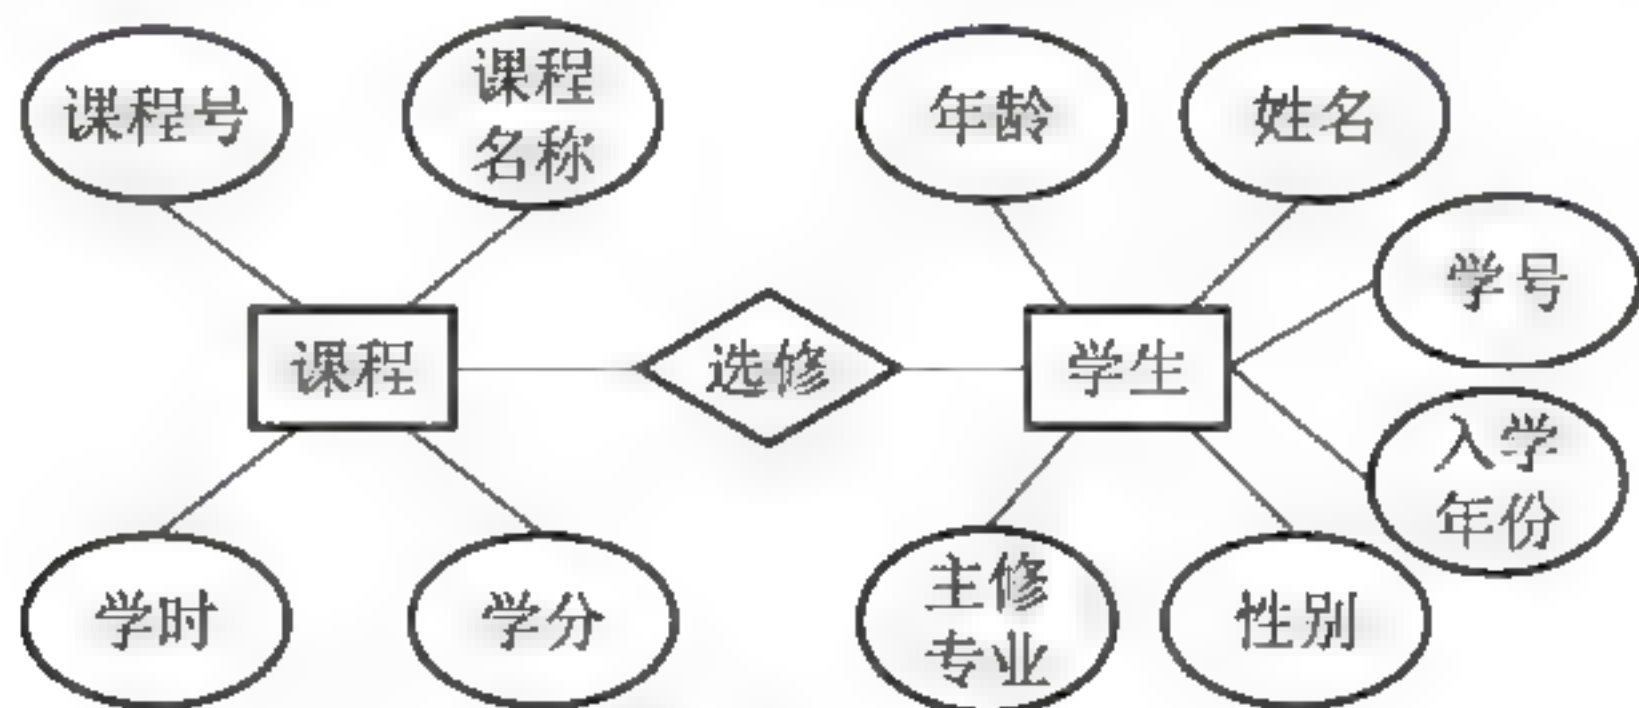 课程号
课程
名称
年龄
姓名
学号
课程
选修
学生
入学
年份
学时
学分
主修
专业
性别